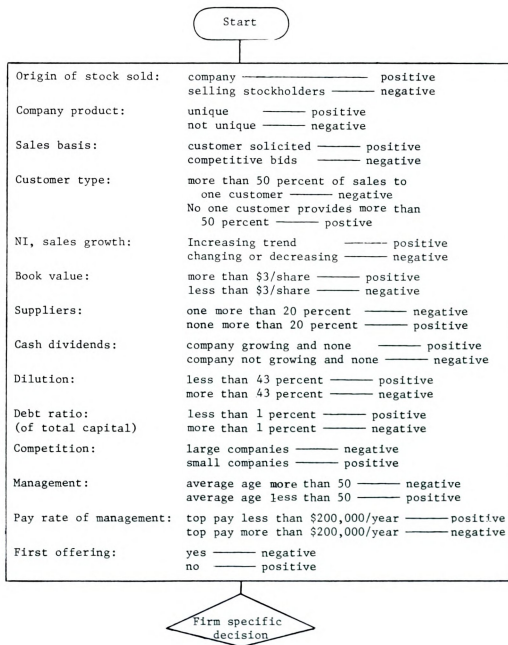 Start
Origin of stock sold: company ———— positive
selling stockholders —— negative
Company product: unique —— positive
not unique —— negative
Sales basis: customer solicited —— positive
competitive bids —— negative
Customer type: more than 50 percent of sales to
one customer —— negative
No one customer provides more than
50 percent —— postive
NI, sales growth: Increasing trend —— positive
changing or decreasing —— negative
Book value: more than $3/share —— positive
less than $3/share —— negative
Suppliers: one more than 20 percent —— negative
none more than 20 percent —— positive
Cash dividends: company growing and none —— positive
company not growing and none —— negative
Dilution: less than 43 percent —— positive
more than 43 percent —— negative
Debt ratio: less than 1 percent —— positive
(of total capital) more than 1 percent —— negative
Competition: large companies —— negative
small companies —— positive
Management: average age more than 50 —— negative
average age less than 50 —— positive
Pay rate of management: top pay less than $200,000/year —— positive
top pay more than $200,000/year —— negative
First offering: yes —— negative
no —— positive
Firm specific
decision